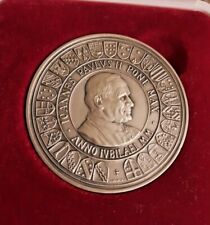 IOANNES PAVLVS II PONT. MAX.
ANNO IVBILAEI MM